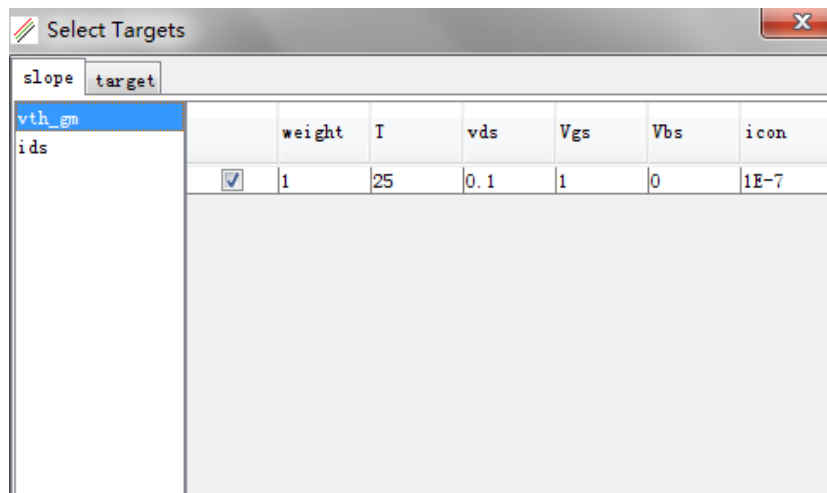 Select Targets
slope target
vth_gm
ids
weight T vds Vgs Vbs icon
1 25 0.1 1 0 1E-7